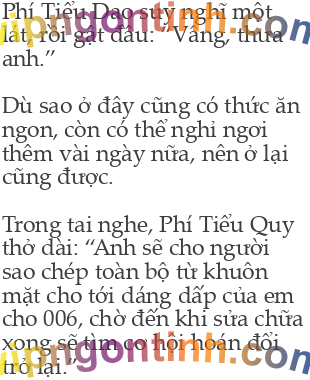 Phí Tiểu Dao suy nghĩ một
lát, rồi gật đầu: “Vâng, thưa
anh.”
Dù sao ở đây cũng có thức ăn
ngon, còn có thể nghỉ ngơi
thêm vài ngày nữa, nên ở lại
cũng được.
Trong tai nghe, Phí Tiểu Quy
thở dài: “Anh sẽ cho người
sao chép toàn bộ từ khuôn
mặt cho tới dáng dấp của em
cho 006, chờ đến khi sửa chữa
xong sẽ tìm cơ hội hoán đổi
trở lại.”
vipngontinh.com
vipngontinh.com